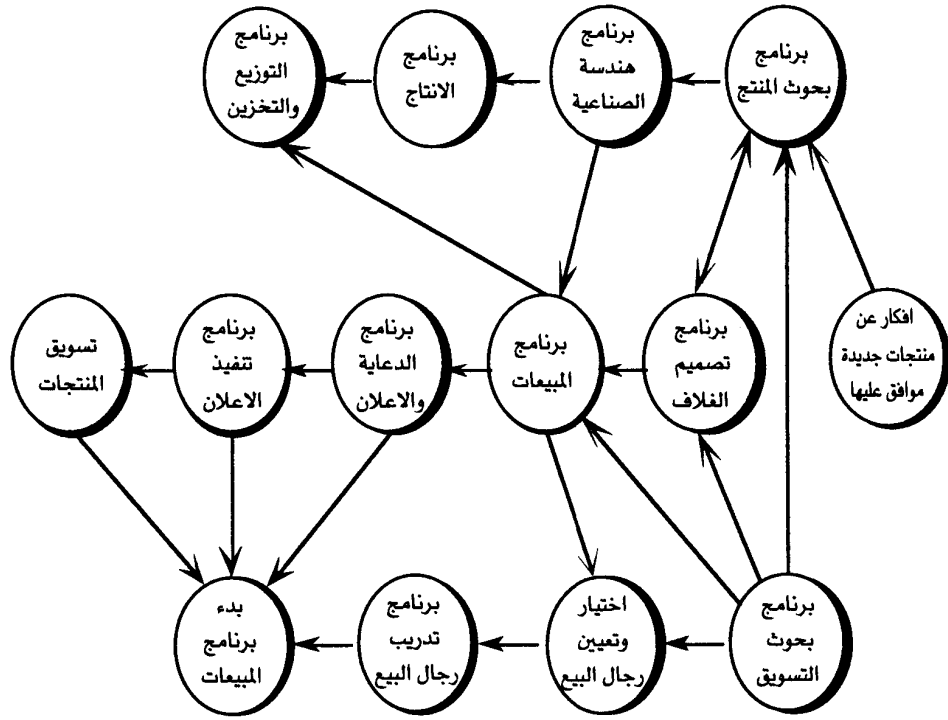 برنامج
بحوث المنتج
برنامج
هندسة
الصناعية
برنامج
الانتاج
برنامج
التوزيع
والتخزين
افكار عن
منتجات جديدة
موافق عليها
برنامج
تصميم
الغلاف
برنامج
المبيعات
برنامج
الدعاية
والاعلان
برنامج
تنفيذ
الاعلان
تسويق
المنتجات
برنامج
بحوث
التسويق
اختيار
وتعيين
رجال البيع
برنامج
تدريب
رجال البيع
بدء
برنامج
المبيعات